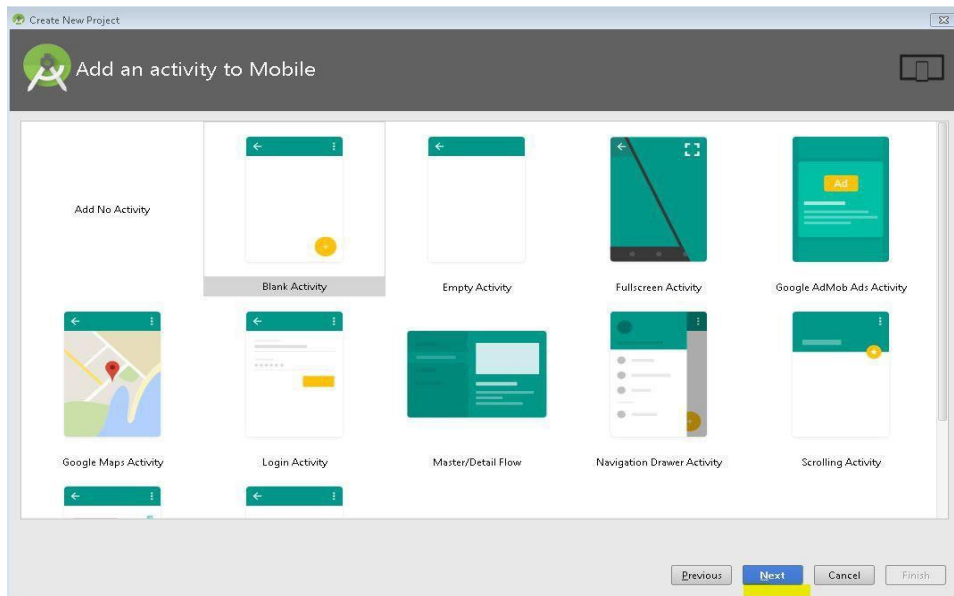 Create New Project
Add an activity to Mobile
Add No Activity
Blank Activity
Empty Activity
Fullscreen Activity
Ad
Google AdMob Ads Activity
Google Maps Activity
Login Activity
Master/Detail Flow
Navigation Drawer Activity
Scrolling Activity
Previous
Next
Cancel
Finish